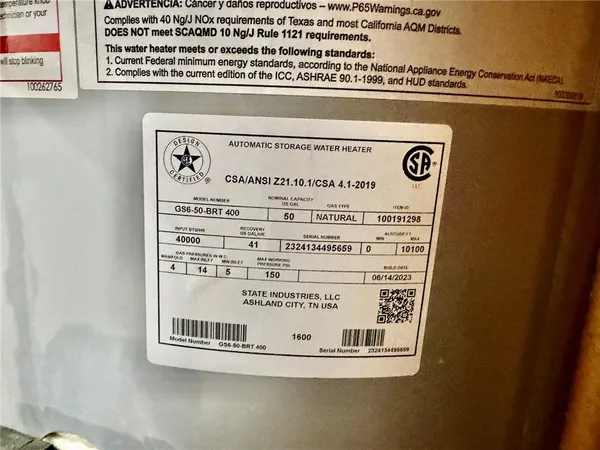 temperature knob
technician or your
will stop blinking
100262765
ADVERTENCIA: Cáncer y daños reproductivos – www.P65Warnings.ca.gov
Complies with 40 Ng/J NOx requirements of Texas and most California AQM Districts.
DOES NOT meet SCAQMD 10 Ng/J Rule 1121 requirements.
This water heater meets or exceeds the following standards:
1. Current Federal minimum energy standards, according to the National Appliance Energy Conservation Act (NAECA).
2. Complies with the current edition of the ICC, ASHRAE 90.1-1999, and HUD standards.
DESIGN
CERTIFIED
AUTOMATIC STORAGE WATER HEATER
CSA/ANSI Z21.10.1/CSA 4.1-2019
LLC
MODEL NUMBER NOMINAL CAPACITY US GAL GAS TYPE ITEM ID
GS6-50-BRT 400 50 NATURAL 100191298
INPUT BTU/HR RECOVERY US GAL/HR SERIAL NUMBER ALTITUDE FT MIN MAX
40000 41 2324134495659 0 10100
GAS PRESSURES IN W.C. MANIFOLD MAX INLET MIN INLET MAX WORKING PRESSURE PSI BUILD DATE
4 14 5 150 06/14/2023
STATE INDUSTRIES, LLC
ASHLAND CITY, TN USA
1600
Model Number GS6-50-BRT 400
Serial Number 2324134495659